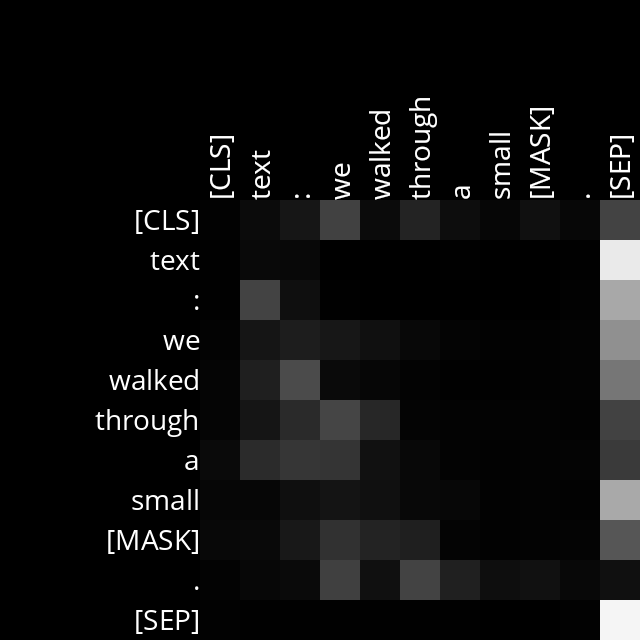 [CLS] text : we walked through a small [MASK] . [SEP]
[CLS]
text
:
we
walked
through
a
small
[MASK]
.
[SEP]